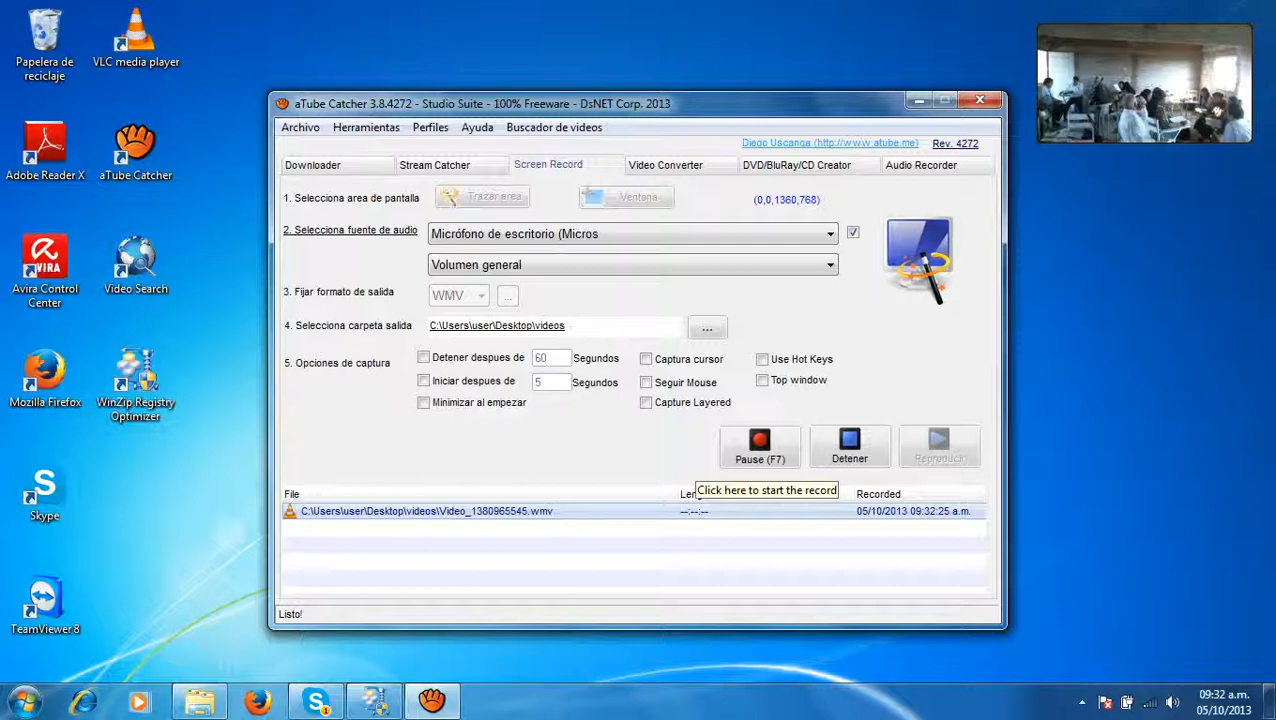 Papelera de
reciclaje
VLC media player
Adobe Reader X
aTube Catcher
Avira Control
Center
Video Search
Mozilla Firefox
WinZip Registry
Optimizer
Skype
TeamViewer 8
aTube Catcher 3.8.4272 - Studio Suite - 100% Freeware - DsNET Corp. 2013
Archivo Herramientas Perfiles Ayuda Buscador de videos
Diego Uscanga (http://www.atube.me) Rev. 4272
Downloader Stream Catcher Screen Record Video Converter DVD/BluRay/CD Creator Audio Recorder
1. Selecciona area de pantalla Trazar area Ventana (0,0,1360,768)
2. Selecciona fuente de audio Micrófono de escritorio (Micros
Volumen general
3. Fijar formato de salida WMV ...
4. Selecciona carpeta salida C:\Users\user\Desktop\videos ...
5. Opciones de captura Detener despues de 60 Segundos Captura cursor Use Hot Keys
Iniciar despues de 5 Segundos Seguir Mouse Top window
Minimizar al empezar Capture Layered
Pause (F7) Detener Reproducir
Click here to start the record
File Len Recorded
C:\Users\user\Desktop\videos\Video_1380965545.wmv --:--:-- 05/10/2013 09:32:25 a.m.
Listo!
S
S 1
09:32 a.m.
05/10/2013